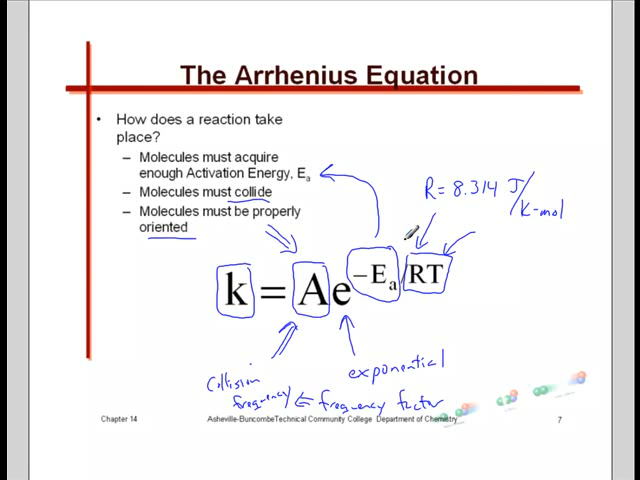 The Arrhenius Equation
• How does a reaction take
place?
– Molecules must acquire
enough Activation Energy, Ea
– Molecules must collide
– Molecules must be properly
oriented
R = 8.314 J/K-mol
k = Ae^-Ea/RT
exponential
Collision
frequency ⇐ frequency factor
Chapter 14 Asheville-BuncombeTechnical Community College Department of Chemistry 7